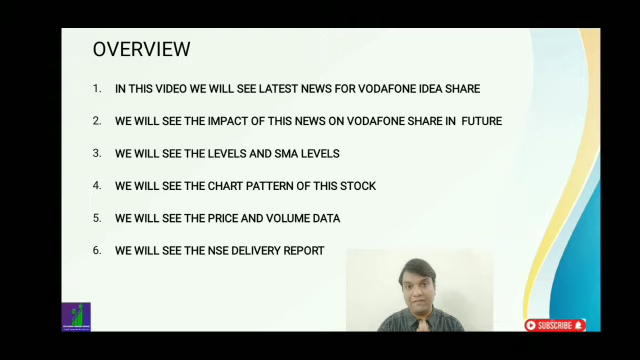 OVERVIEW
1. IN THIS VIDEO WE WILL SEE LATEST NEWS FOR VODAFONE IDEA SHARE
2. WE WILL SEE THE IMPACT OF THIS NEWS ON VODAFONE SHARE IN FUTURE
3. WE WILL SEE THE LEVELS AND SMA LEVELS
4. WE WILL SEE THE CHART PATTERN OF THIS STOCK
5. WE WILL SEE THE PRICE AND VOLUME DATA
6. WE WILL SEE THE NSE DELIVERY REPORT
SUBSCRIBE